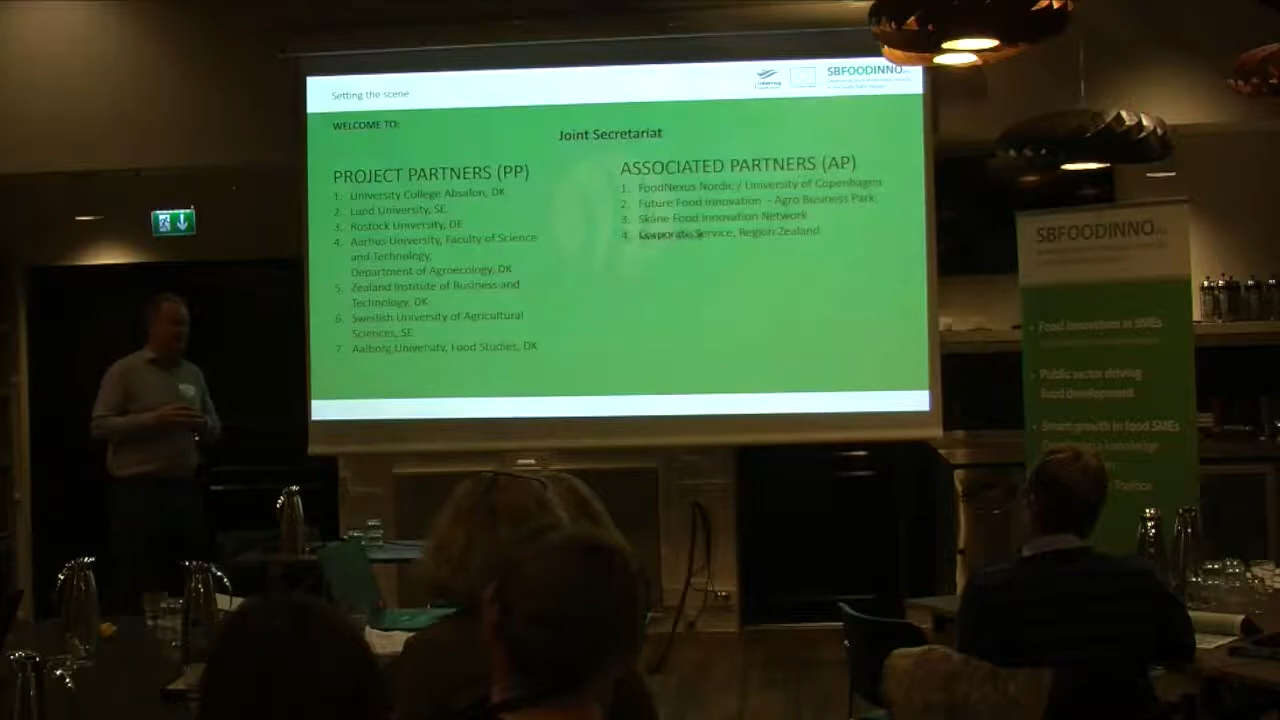 Setting the scene
SBFOODINNO
WELCOME TO:
Joint Secretariat
PROJECT PARTNERS (PP)
1. University College Absalon, DK
2. Lund University, SE
3. Rostock University, DE
4. Aarhus University, Faculty of Science
and Technology,
Department of Agroecology, DK
5. Zealand Institute of Business and
Technology, DK
6. Swedish University of Agricultural
Sciences, SE
7. Aalborg University, Food Studies, DK
ASSOCIATED PARTNERS (AP)
1. FoodNexus Nordic / University of Copenhagen
2. Future Food Innovation - Agro Business Park,
3. Skåne Food Innovation Network
4. Corporate Service, Region Zealand
SBFOODINNO
• Food innovation in SMEs
• Public sector driving
food development
• Smart growth in food SMEs